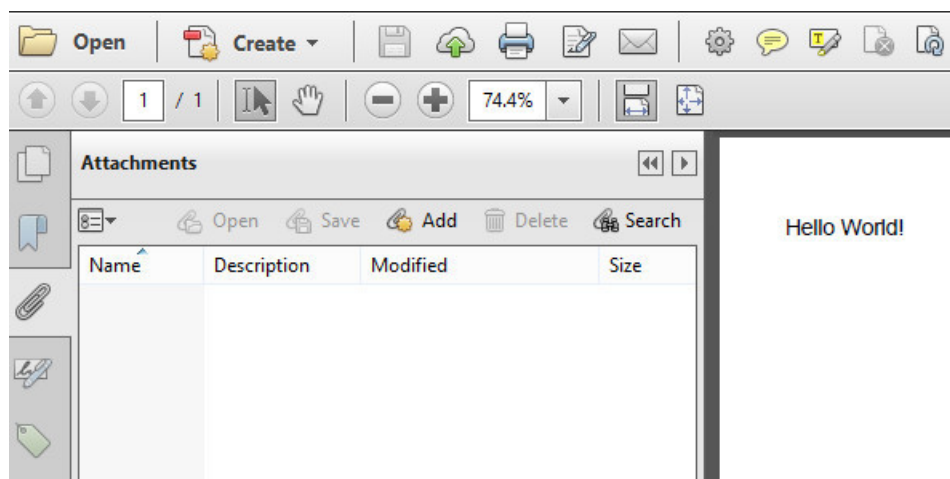 Open Create
1 / 1 74.4%
Attachments
Open Save Add Delete Search
Name Description Modified Size
Hello World!